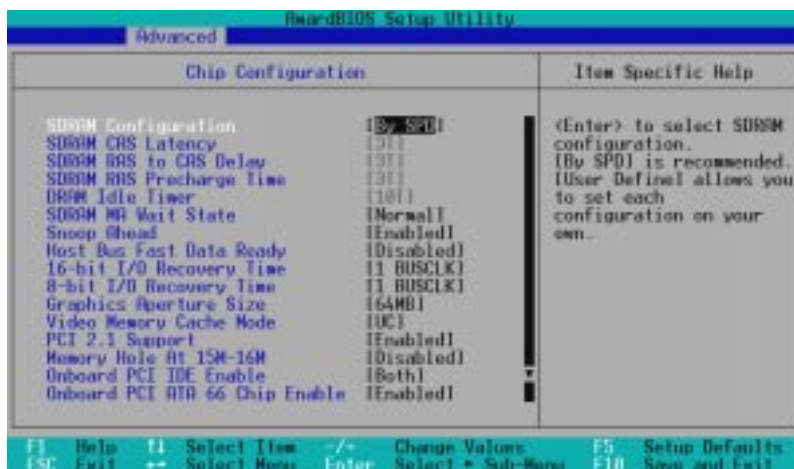 AwardBIOS Setup Utility
Advanced
Chip Configuration
Item Specific Help
SDRAM Configuration [By SPD]
SDRAM CAS Latency [3T]
SDRAM RAS to CAS Delay [3T]
SDRAM RAS Precharge Time [3T]
DRAM Idle Timer [10T]
SDRAM MA Wait State [Normal]
Snoop Ahead [Enabled]
Host Bus Fast Data Ready [Disabled]
16-bit I/O Recovery Time [1 BUSCLK]
8-bit I/O Recovery Time [1 BUSCLK]
Graphics Aperture Size [64MB]
Video Memory Cache Mode [UC]
PCI 2.1 Support [Enabled]
Memory Hole At 15M-16M [Disabled]
Onboard PCI IDE Enable [Both]
Onboard PCI ATA 66 Chip Enable [Enabled]
<Enter> to select SDRAM
configuration.
[By SPD] is recommended.
[User Define] allows you
to set each
configuration on your
own.
F1 Help ↑↓ Select Item -/+ Change Values F5 Setup Defaults
ESC Exit ↔ Select Menu Enter Select ▸ Sub-Menu F10 Save and Exit